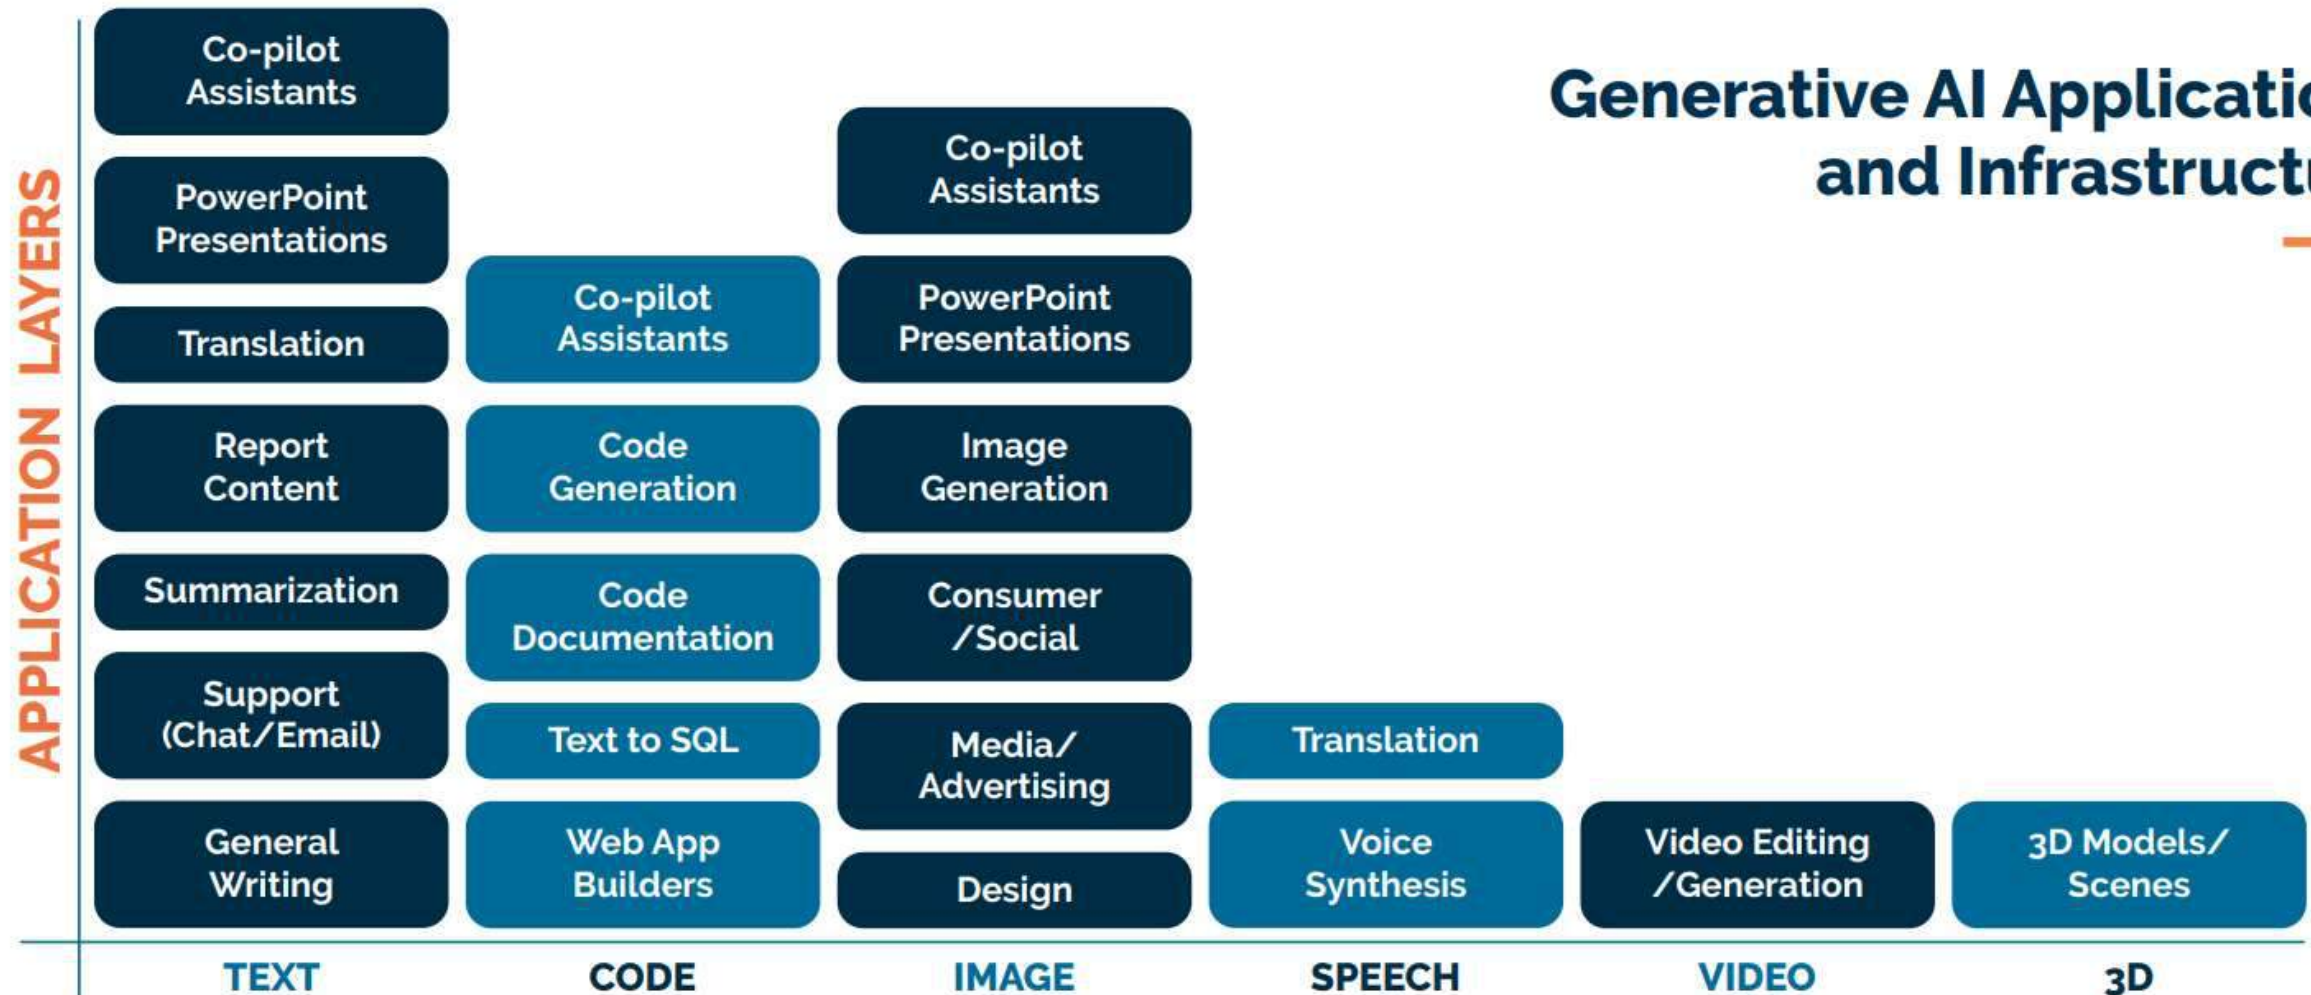 Generative AI Applicatio
and Infrastructu
APPLICATION LAYERS
Co-pilot
Assistants
PowerPoint
Presentations
Translation
Report
Content
Summarization
Support
(Chat/Email)
General
Writing
TEXT
Co-pilot
Assistants
Code
Generation
Code
Documentation
Text to SQL
Web App
Builders
CODE
Co-pilot
Assistants
PowerPoint
Presentations
Image
Generation
Consumer
/Social
Media/
Advertising
Design
IMAGE
Translation
Voice
Synthesis
SPEECH
Video Editing
/Generation
VIDEO
3D Models/
Scenes
3D